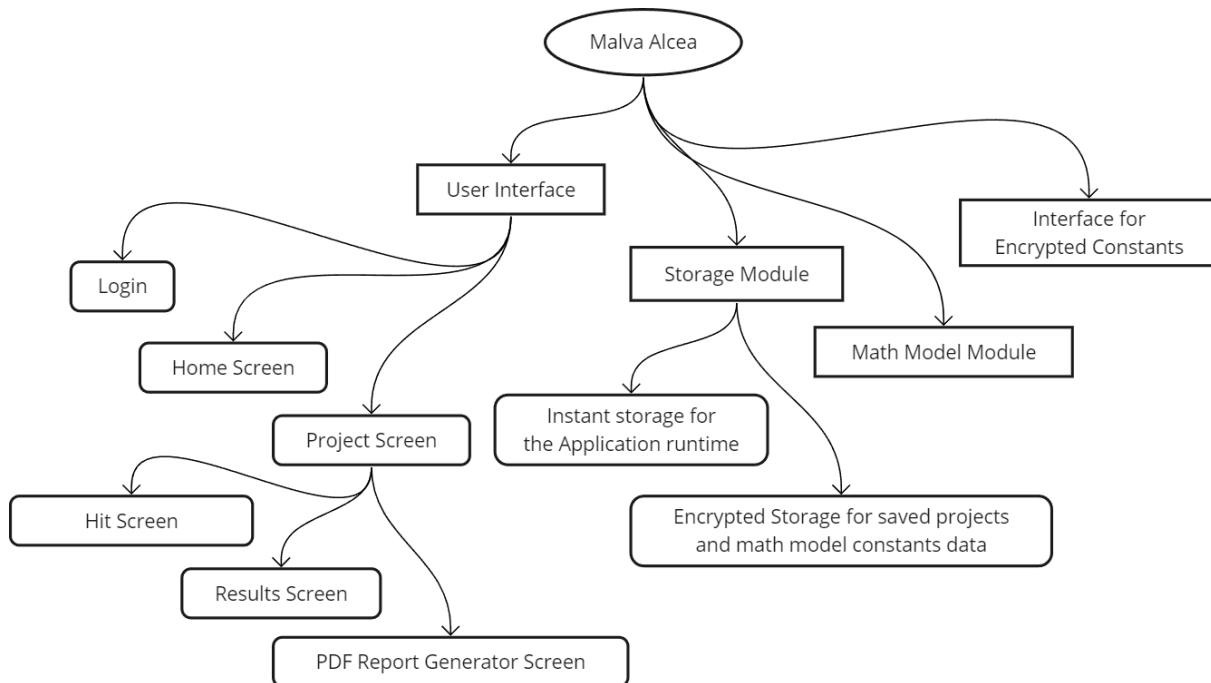 Malva Alcea
User Interface
Interface for
Encrypted Constants
Login
Storage Module
Home Screen
Math Model Module
Project Screen
Instant storage for
the Application runtime
Hit Screen
Encrypted Storage for saved projects
and math model constants data
Results Screen
PDF Report Generator Screen